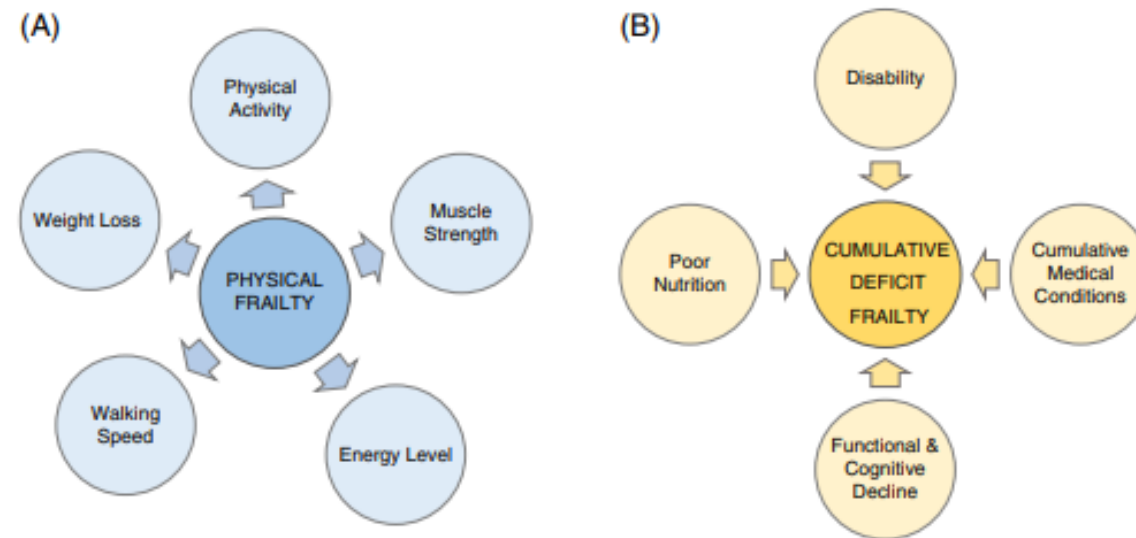 (A)
Physical
Activity
Weight Loss
Muscle
Strength
PHYSICAL
FRAILTY
Walking
Speed
Energy Level
(B)
Disability
Poor
Nutrition
CUMULATIVE
DEFICIT
FRAILTY
Cumulative
Medical
Conditions
Functional &
Cognitive
Decline